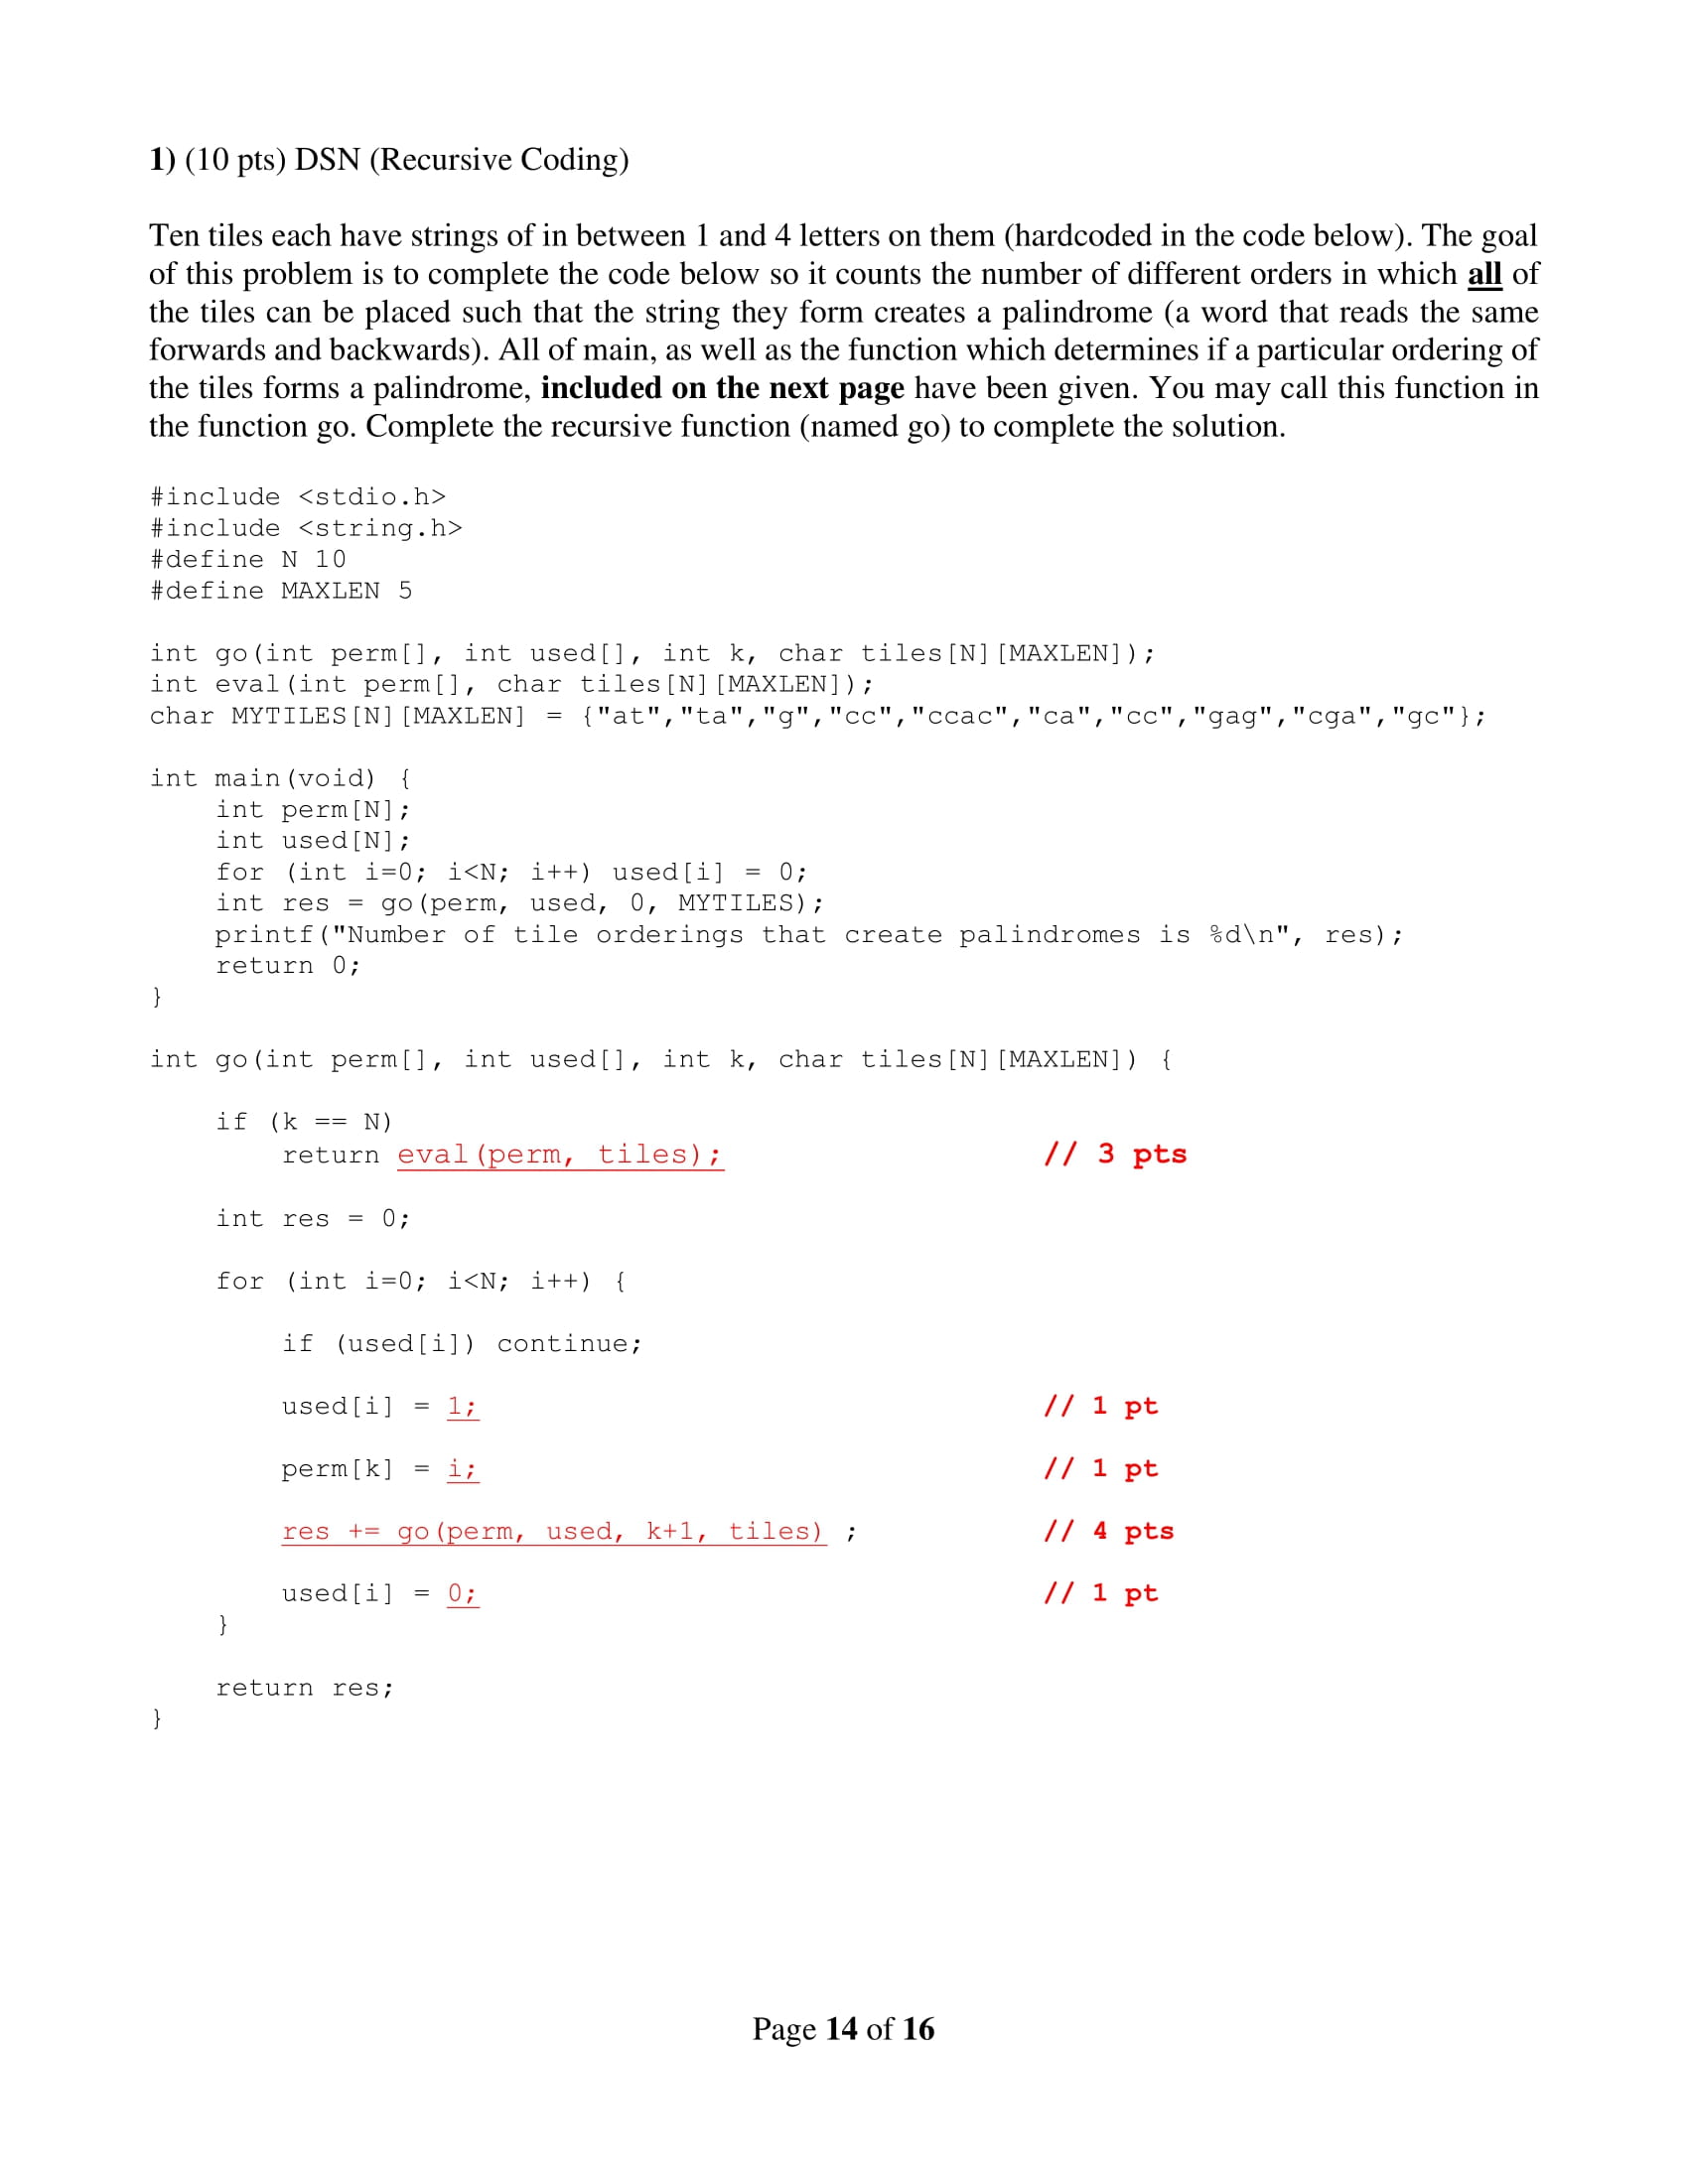 1) (10 pts) DSN (Recursive Coding)
Ten tiles each have strings of in between 1 and 4 letters on them (hardcoded in the code below). The goal
of this problem is to complete the code below so it counts the number of different orders in which all of
the tiles can be placed such that the string they form creates a palindrome (a word that reads the same
forwards and backwards). All of main, as well as the function which determines if a particular ordering of
the tiles forms a palindrome, included on the next page have been given. You may call this function in
the function go. Complete the recursive function (named go) to complete the solution.
#include <stdio.h>
#include <string.h>
#define N 10
#define MAXLEN 5
int go(int perm[], int used[], int k, char tiles[N][MAXLEN]);
int eval(int perm[], char tiles[N][MAXLEN]);
char MYTILES[N][MAXLEN] = {"at","ta","g","cc","ccac","ca","cc","gag","cga","gc"};
int main(void) {
    int perm[N];
    int used[N];
    for (int i=0; i<N; i++) used[i] = 0;
    int res = go(perm, used, 0, MYTILES);
    printf("Number of tile orderings that create palindromes is %d\n", res);
    return 0;
}
int go(int perm[], int used[], int k, char tiles[N][MAXLEN]) {
    if (k == N)
        return eval(perm, tiles); // 3 pts
    int res = 0;
    for (int i=0; i<N; i++) {
        if (used[i]) continue;
        used[i] = 1; // 1 pt
        perm[k] = i; // 1 pt
        res += go(perm, used, k+1, tiles) ; // 4 pts
        used[i] = 0; // 1 pt
    }
    return res;
}
Page 14 of 16